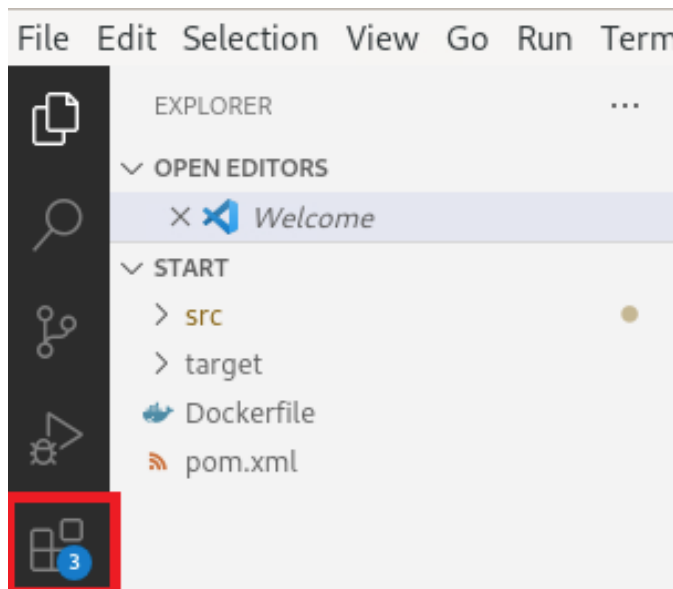 File Edit Selection View Go Run Term
EXPLORER
OPEN EDITORS
Welcome
START
src
target
Dockerfile
pom.xml
3